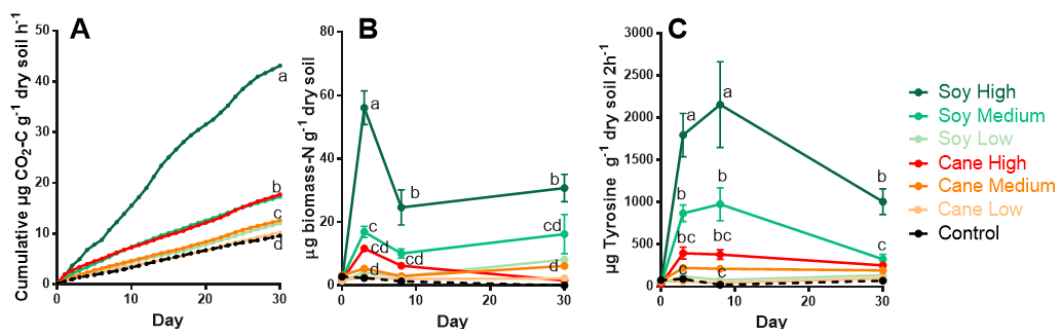 A
Cumulative µg CO₂-C g⁻¹ dry soil h⁻¹
50
40
30
20
10
0
0
10
20
30
Day
a
b
c
d
B
µg biomass-N g⁻¹ dry soil
80
60
40
20
0
0
10
20
30
Day
a
b
b
c
cd
cd
cd
d
d
C
µg Tyrosine g⁻¹ dry soil 2h⁻¹
3000
2500
2000
1500
1000
500
0
0
10
20
30
Day
a
a
b
b
b
bc
bc
c
c
c
Soy High
Soy Medium
Soy Low
Cane High
Cane Medium
Cane Low
Control